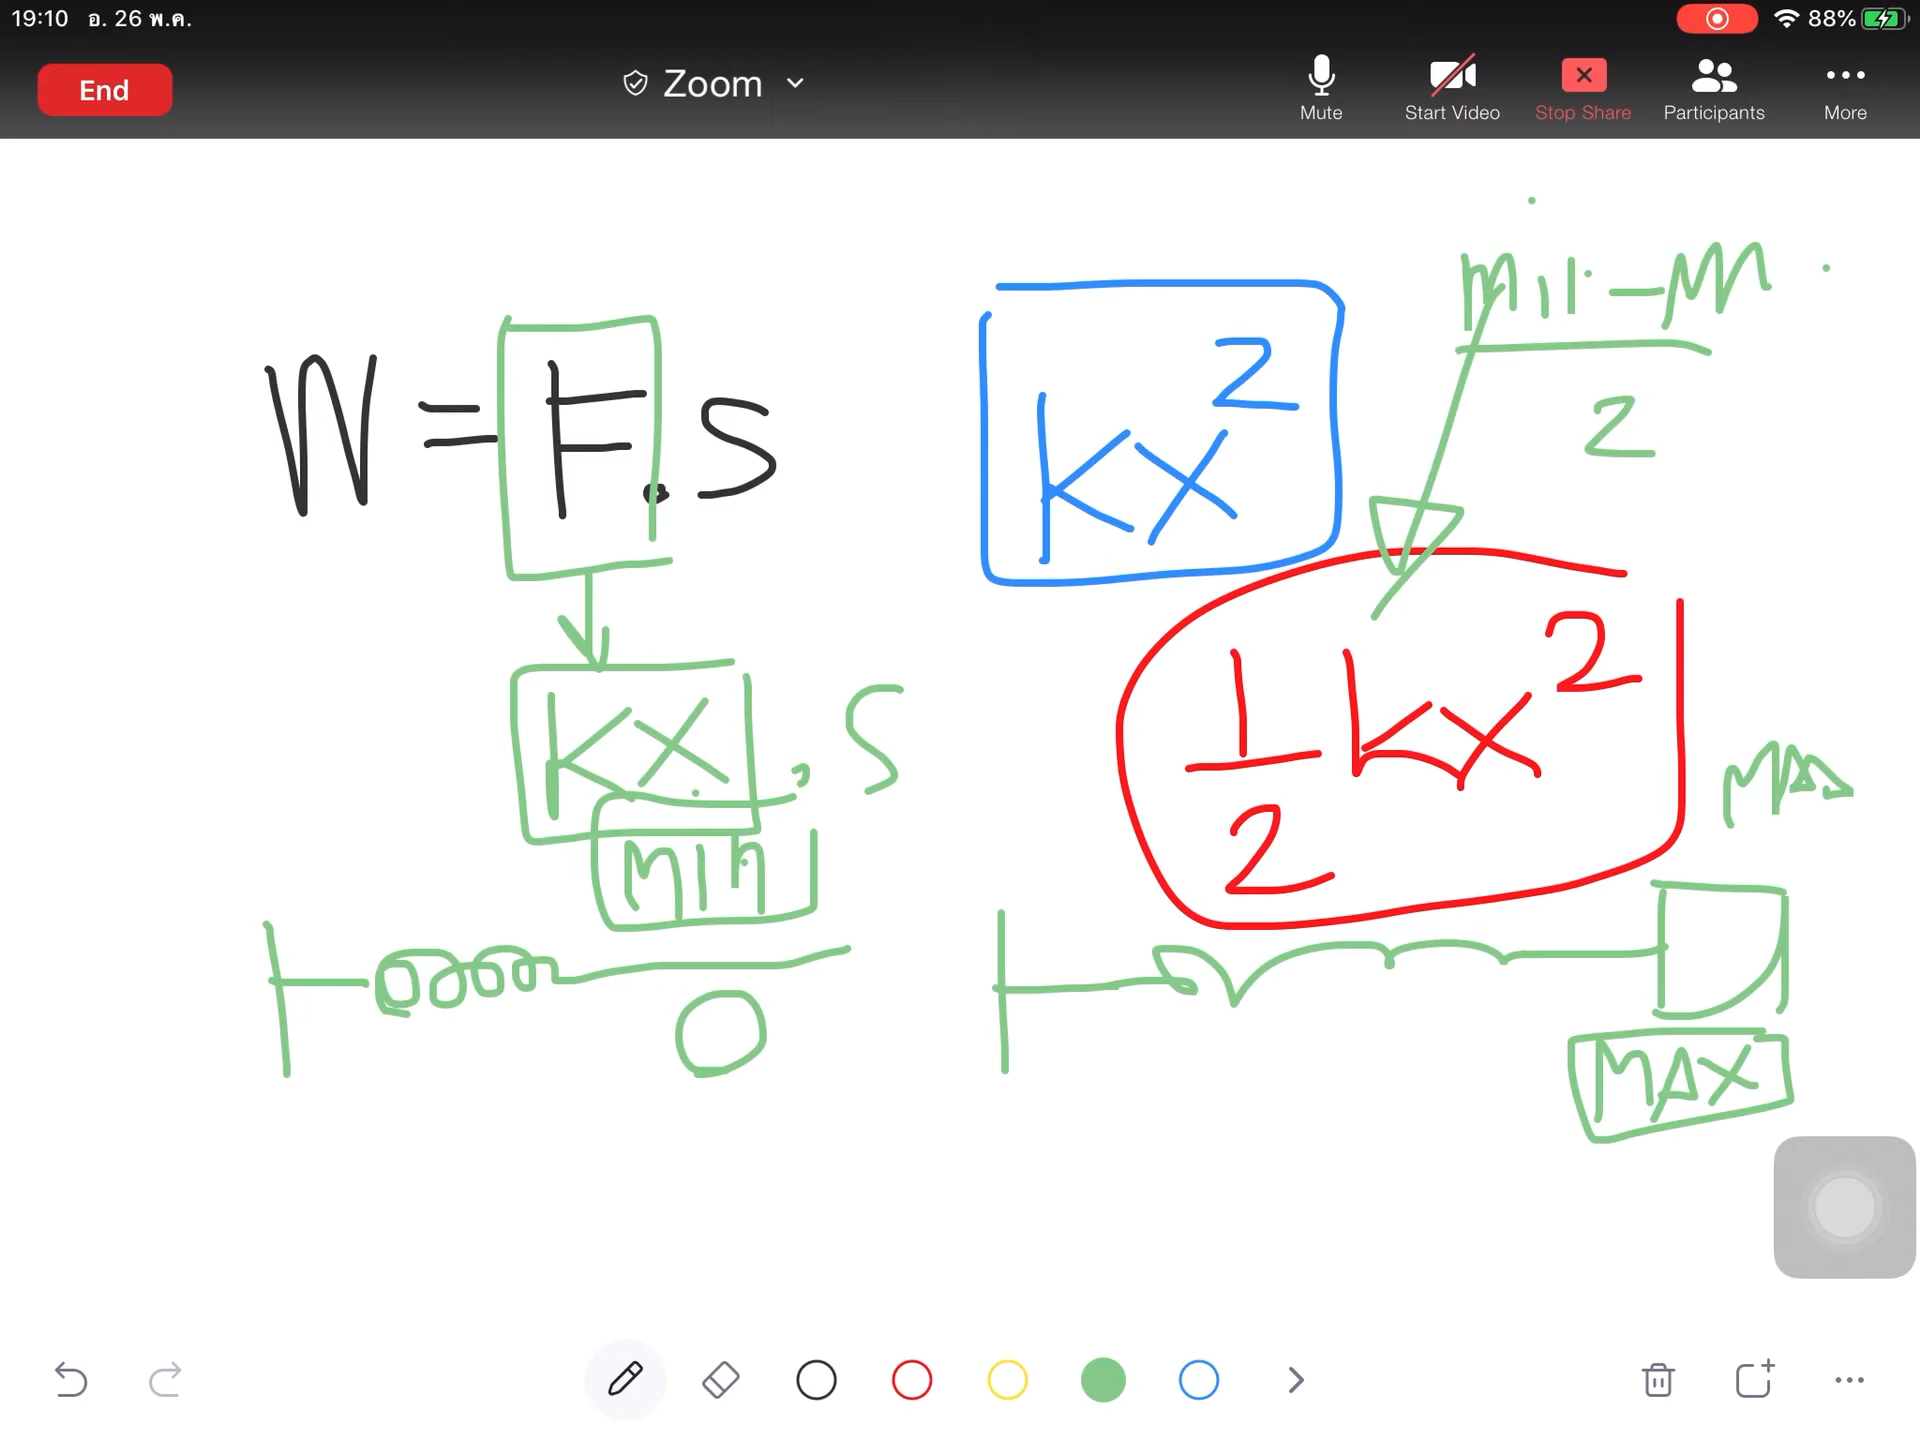 19:10 อ. 26 พ.ค.
88%
End
Zoom
Mute
Start Video
Stop Share
Participants
More
W = F . s
kx²
2
kx . s
½ kx²
min
MAX